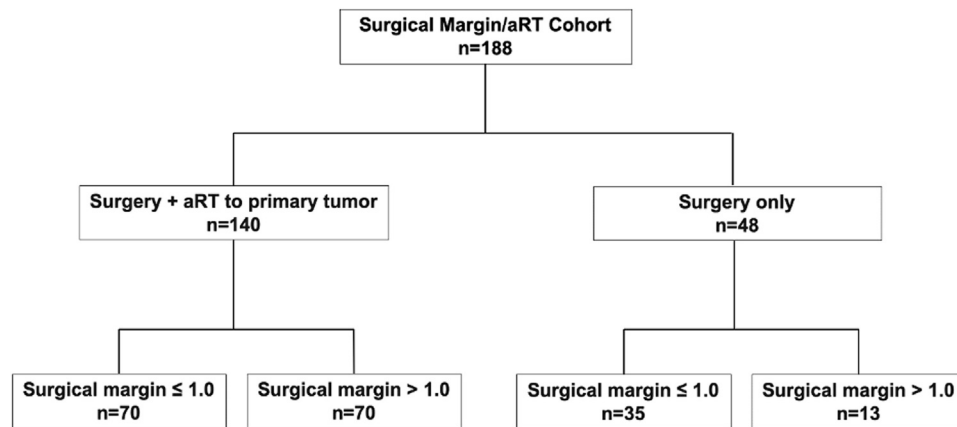 Surgical Margin/aRT Cohort
n=188
Surgery + aRT to primary tumor
n=140
Surgery only
n=48
Surgical margin ≤ 1.0
n=70
Surgical margin > 1.0
n=70
Surgical margin ≤ 1.0
n=35
Surgical margin > 1.0
n=13